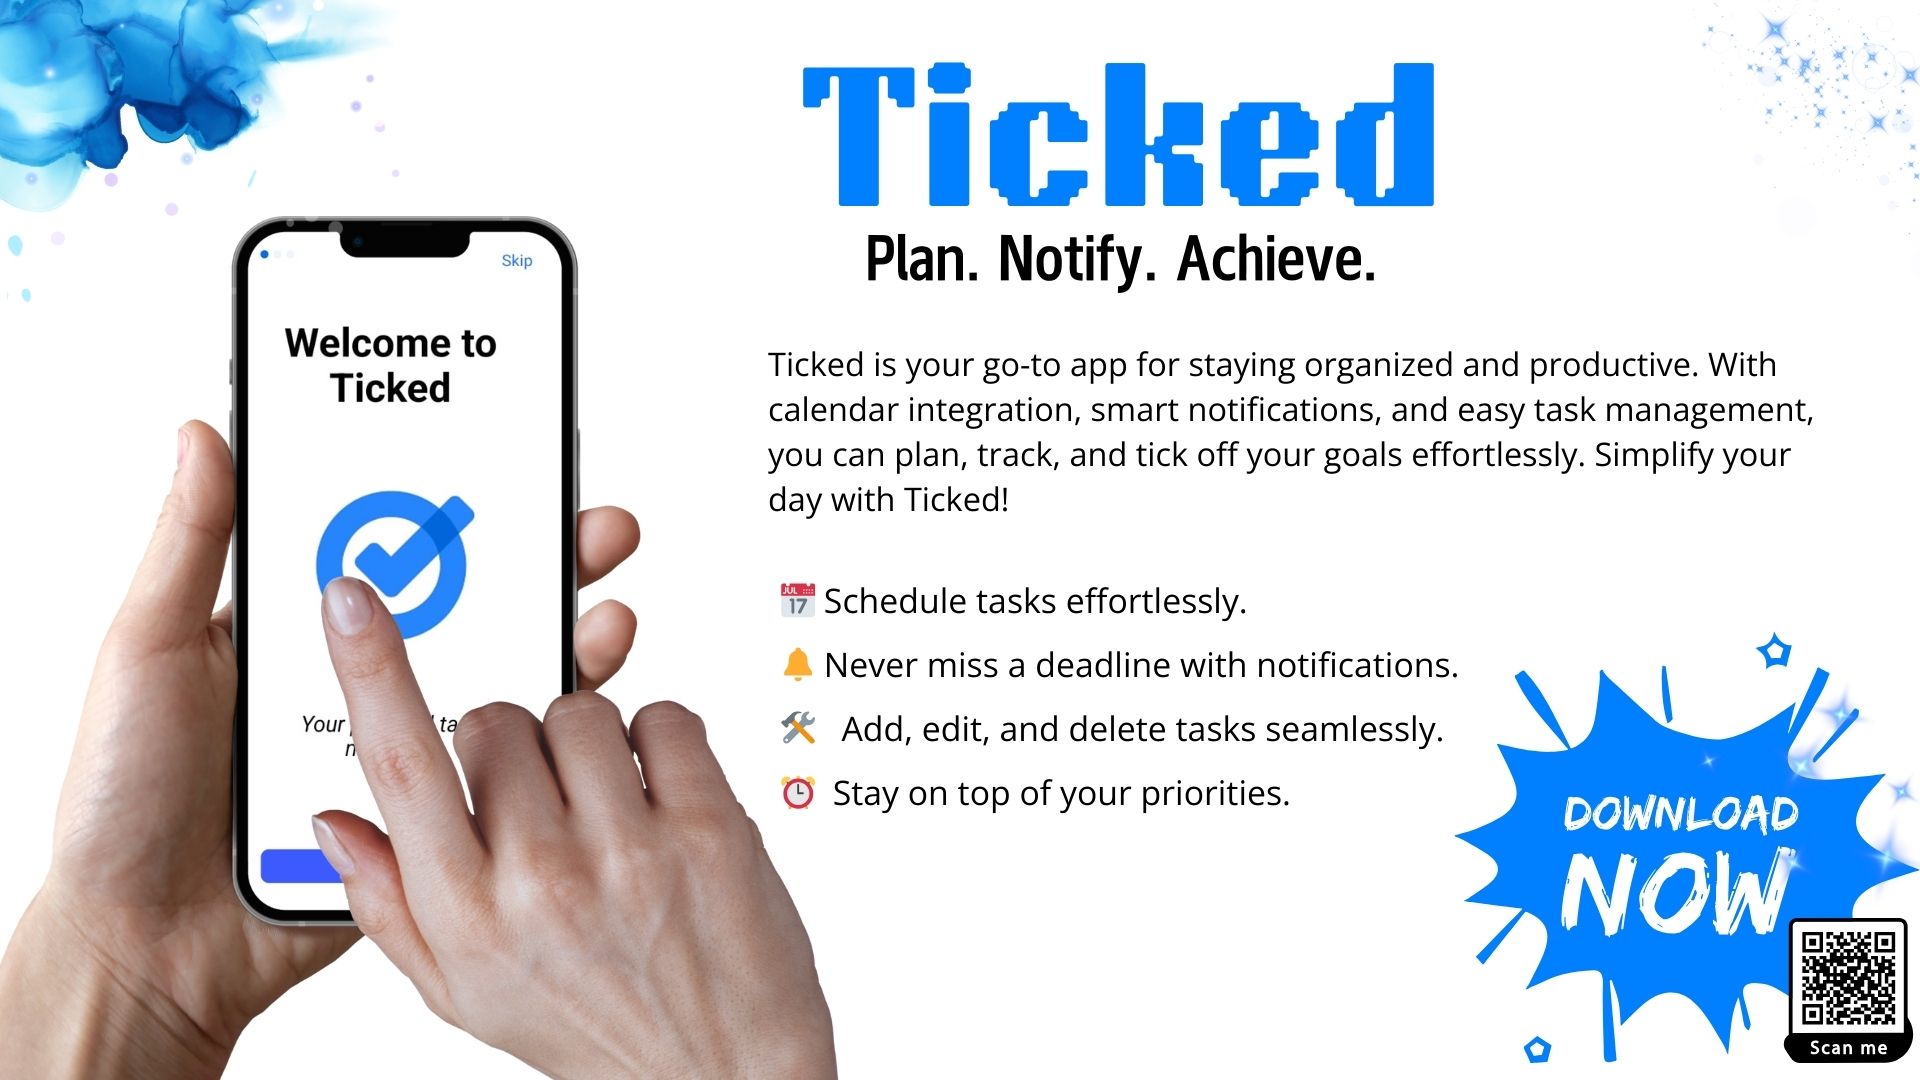 Ticked
Plan. Notify. Achieve.
Skip
Welcome to
Ticked
Your
Ticked is your go-to app for staying organized and productive. With
calendar integration, smart notifications, and easy task management,
you can plan, track, and tick off your goals effortlessly. Simplify your
day with Ticked!
JUL
17
Schedule tasks effortlessly.
Never miss a deadline with notifications.
Add, edit, and delete tasks seamlessly.
Stay on top of your priorities.
DOWNLOAD
NOW
Scan me